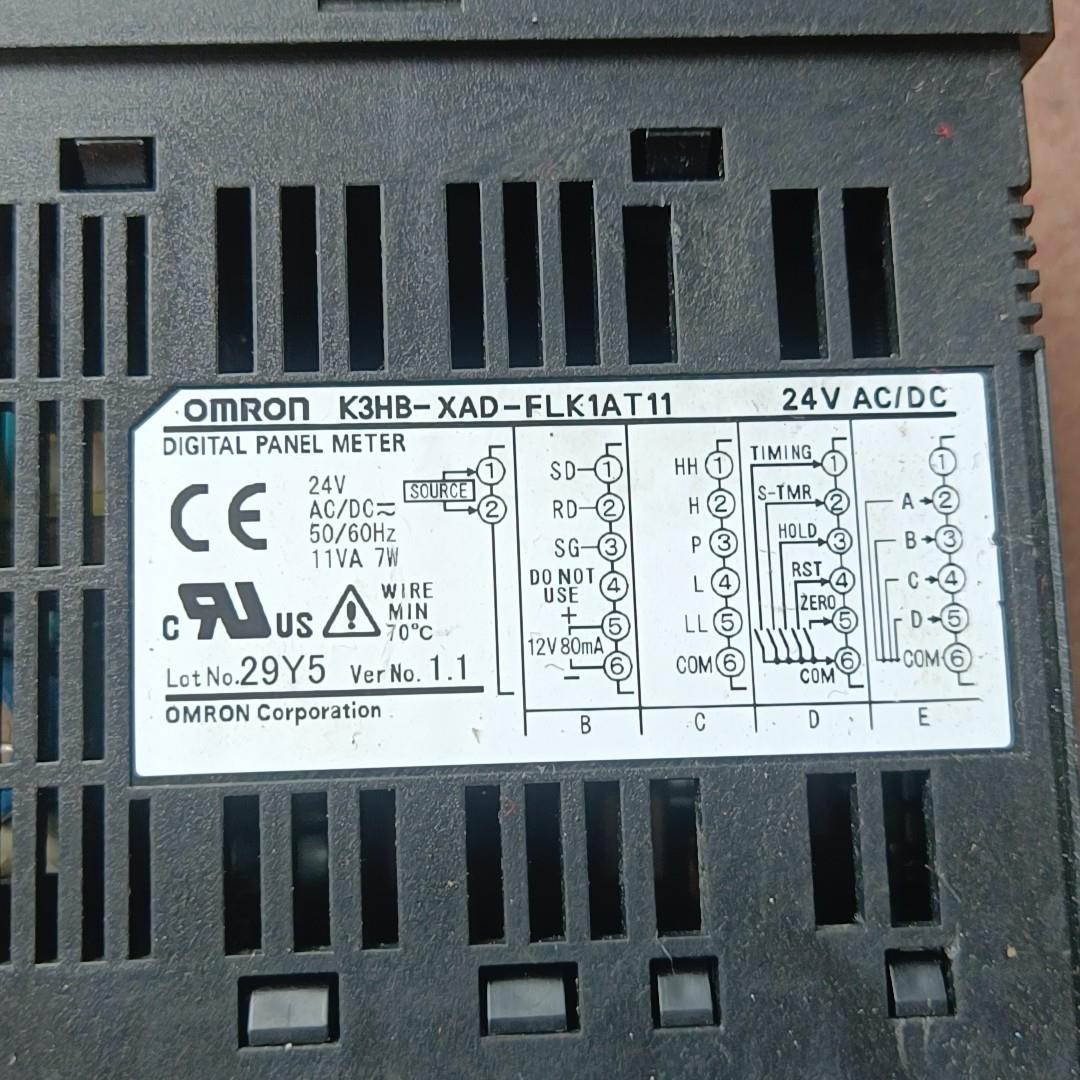 OMRON K3HB-XAD-FLK1AT11 24V AC/DC
DIGITAL PANEL METER
CE
24V
AC/DC
50/60Hz
11VA 7W
SOURCE
1
2
c RU US
WIRE
MIN
70°C
Lot No.29Y5 Ver No. 1.1
OMRON Corporation
SD 1
RD 2
SG 3
DO NOT USE 4
+ 5
12V 80mA
- 6
B
HH 1
H 2
P 3
L 4
LL 5
COM 6
C
TIMING 1
S-TMR 2
HOLD 3
RST 4
ZERO 5
COM 6
D
1
A 2
B 3
C 4
D 5
COM 6
E